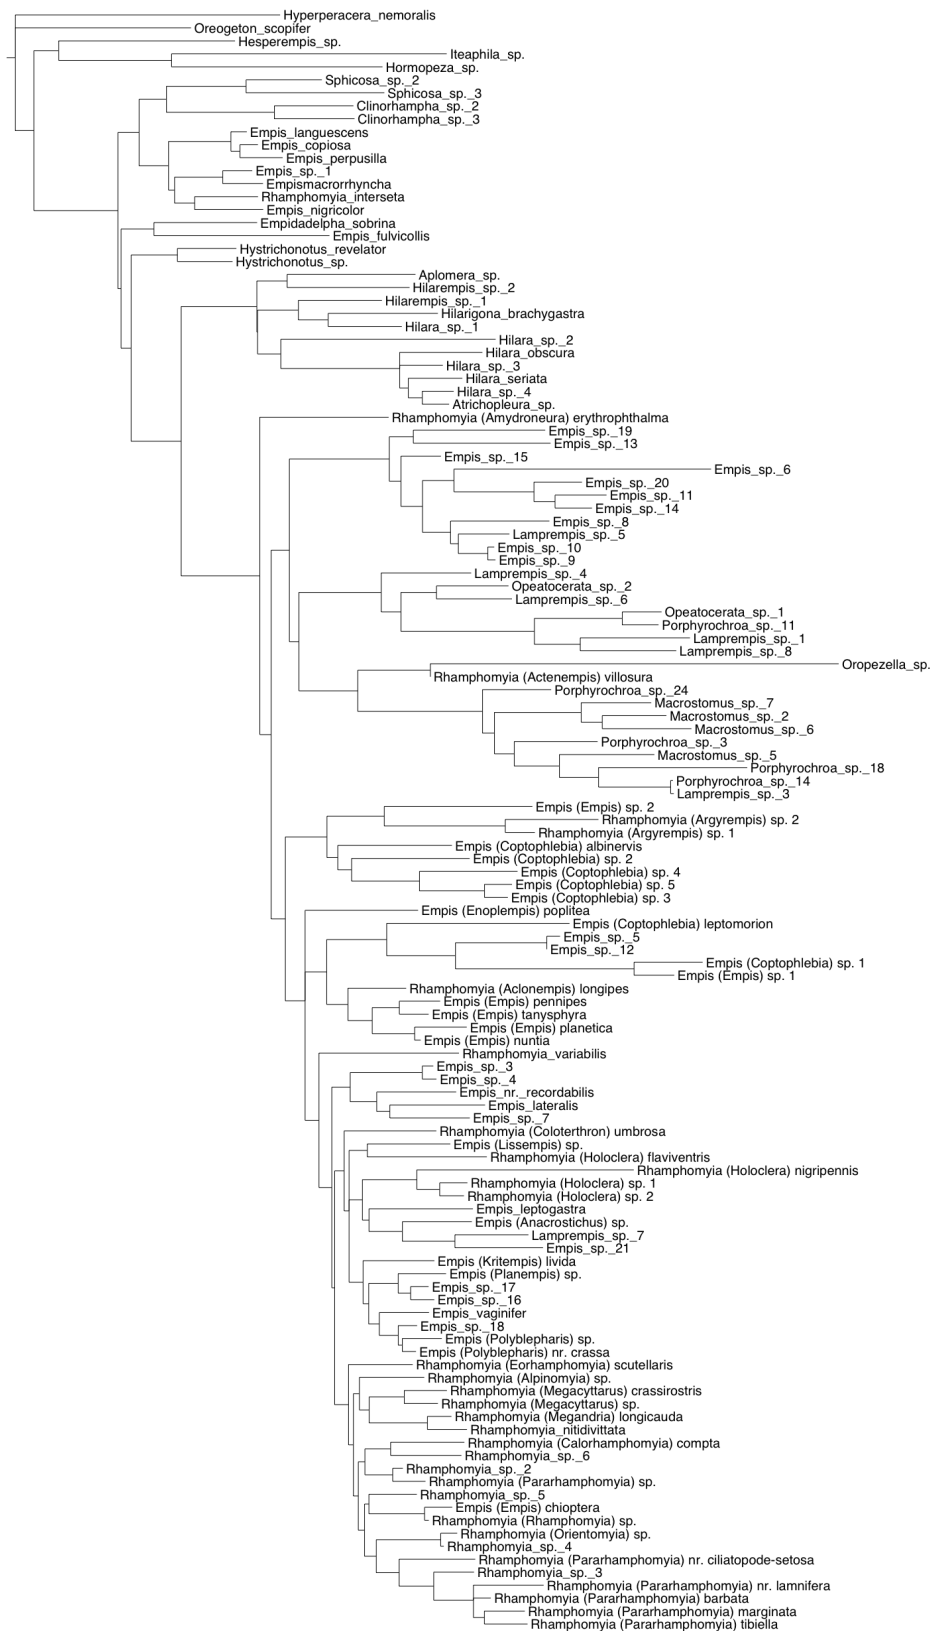 Hyperperacera_nemoralis
Oreogeton_scopifer
Hesperempis_sp.
Iteaphila_sp.
Hormopeza_sp.
Sphicosa_sp._2
Sphicosa_sp._3
Clinorhampha_sp._2
Clinorhampha_sp._3
Empis_languescens
Empis_copiosa
Empis_perpusilla
Empis_sp._1
Empismacrorrhyncha
Rhamphomyia_interseta
Empis_nigricolor
Empidadelpha_sobrina
Empis_fulvicollis
Hystrichonotus_revelator
Hystrichonotus_sp.
Aplomera_sp.
Hilarempis_sp._2
Hilarempis_sp._1
Hilarigona_brachygastra
Hilara_sp._1
Hilara_sp._2
Hilara_obscura
Hilara_sp._3
Hilara_seriata
Hilara_sp._4
Atrichopleura_sp.
Rhamphomyia (Amydroneura) erythrophthalma
Empis_sp._19
Empis_sp._13
Empis_sp._15
Empis_sp._6
Empis_sp._20
Empis_sp._11
Empis_sp._14
Empis_sp._8
Lamprempis_sp._5
Empis_sp._10
Empis_sp._9
Lamprempis_sp._4
Opeatocerata_sp._2
Lamprempis_sp._6
Opeatocerata_sp._1
Porphyrochroa_sp._11
Lamprempis_sp._1
Lamprempis_sp._8
Oropezella_sp.
Rhamphomyia (Actenempis) villosura
Porphyrochroa_sp._24
Macrostomus_sp._7
Macrostomus_sp._2
Macrostomus_sp._6
Porphyrochroa_sp._3
Macrostomus_sp._5
Porphyrochroa_sp._18
Porphyrochroa_sp._14
Lamprempis_sp._3
Empis (Empis) sp. 2
Rhamphomyia (Argyrempis) sp. 2
Rhamphomyia (Argyrempis) sp. 1
Empis (Coptophlebia) albinervis
Empis (Coptophlebia) sp. 2
Empis (Coptophlebia) sp. 4
Empis (Coptophlebia) sp. 5
Empis (Coptophlebia) sp. 3
Empis (Enoplempis) poplitea
Empis (Coptophlebia) leptomorion
Empis_sp._5
Empis_sp._12
Empis (Coptophlebia) sp. 1
Empis (Empis) sp. 1
Rhamphomyia (Aclonempis) longipes
Empis (Empis) pennipes
Empis (Empis) tanysphyra
Empis (Empis) planetica
Empis (Empis) nuntia
Rhamphomyia_variabilis
Empis_sp._3
Empis_sp._4
Empis_nr._recordabilis
Empis_lateralis
Empis_sp._7
Rhamphomyia (Coloterthron) umbrosa
Empis (Lissempis) sp.
Rhamphomyia (Holoclera) flaviventris
Rhamphomyia (Holoclera) nigripennis
Rhamphomyia (Holoclera) sp. 1
Rhamphomyia (Holoclera) sp. 2
Empis_leptogastra
Empis (Anacrostichus) sp.
Lamprempis_sp._7
Empis_sp._21
Empis (Kritempis) livida
Empis (Planempis) sp.
Empis_sp._17
Empis_sp._16
Empis_vaginifer
Empis_sp._18
Empis (Polyblepharis) sp.
Empis (Polyblepharis) nr. crassa
Rhamphomyia (Eorhamphomyia) scutellaris
Rhamphomyia (Alpinomyia) sp.
Rhamphomyia (Megacyttarus) crassirostris
Rhamphomyia (Megacyttarus) sp.
Rhamphomyia (Megandria) longicauda
Rhamphomyia_nitidivittata
Rhamphomyia (Calorhamphomyia) compta
Rhamphomyia_sp._6
Rhamphomyia_sp._2
Rhamphomyia (Pararhamphomyia) sp.
Rhamphomyia_sp._5
Empis (Empis) chioptera
Rhamphomyia (Rhamphomyia) sp.
Rhamphomyia (Orientomyia) sp.
Rhamphomyia_sp._4
Rhamphomyia (Pararhamphomyia) nr. ciliatopode-setosa
Rhamphomyia_sp._3
Rhamphomyia (Pararhamphomyia) nr. lamnifera
Rhamphomyia (Pararhamphomyia) barbata
Rhamphomyia (Pararhamphomyia) marginata
Rhamphomyia (Pararhamphomyia) tibiella